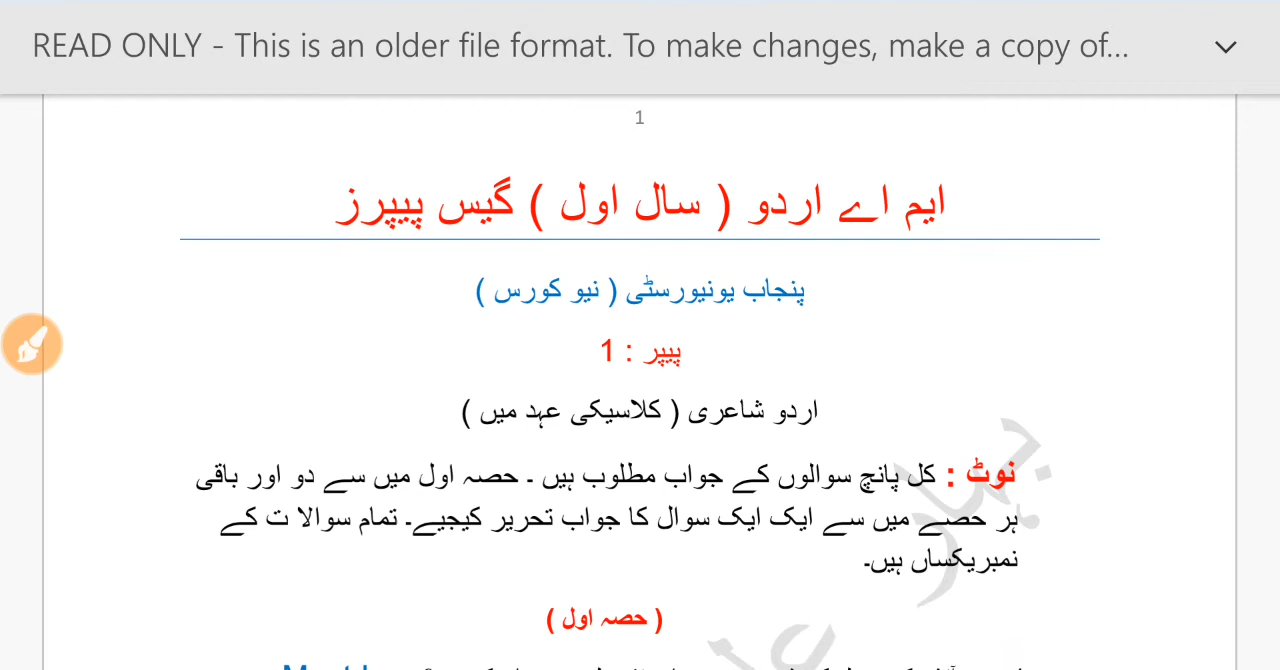 READ ONLY - This is an older file format. To make changes, make a copy of...
1
ایم اے اردو ( سال اول ) گیس پیپرز
پنجاب یونیورسٹی ( نیو کورس )
پیپر : 1
اردو شاعری ( کلاسیکی عہد میں )
نوٹ : کل پانچ سوالوں کے جواب مطلوب ہیں ۔ حصہ اول میں سے دو اور باقی
ہر حصے میں سے ایک ایک سوال کا جواب تحریر کیجیے۔ تمام سوالا ت کے
نمبریکساں ہیں۔
( حصہ اول )